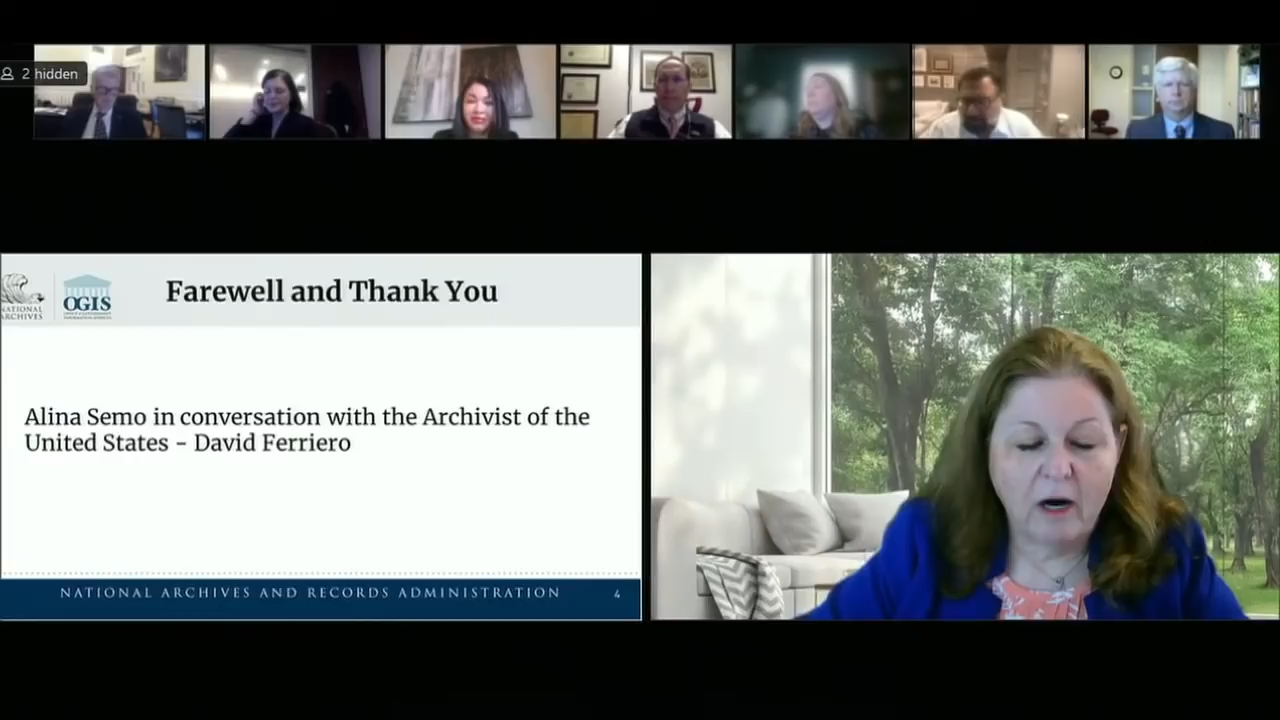 2 hidden
NATIONAL
ARCHIVES
OGIS
Farewell and Thank You
Alina Semo in conversation with the Archivist of the
United States - David Ferriero
NATIONAL ARCHIVES AND RECORDS ADMINISTRATION
4